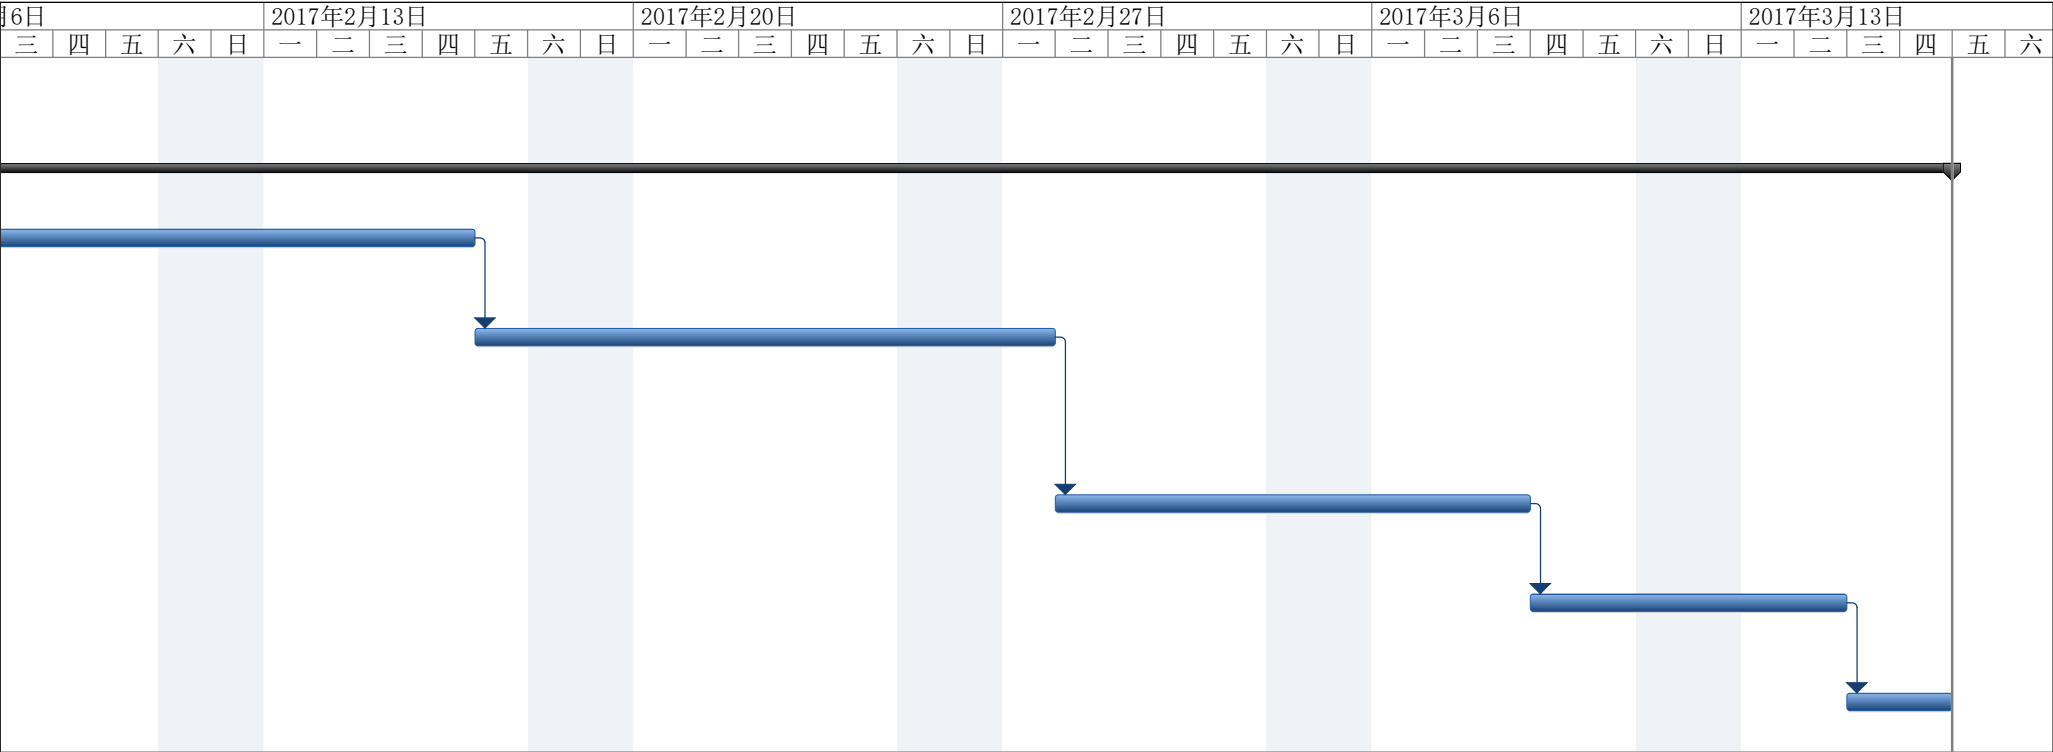 月6日 2017年2月13日 2017年2月20日 2017年2月27日 2017年3月6日 2017年3月13日
三 四 五 六 日 一 二 三 四 五 六 日 一 二 三 四 五 六 日 一 二 三 四 五 六 日 一 二 三 四 五 六 日 一 二 三 四 五 六